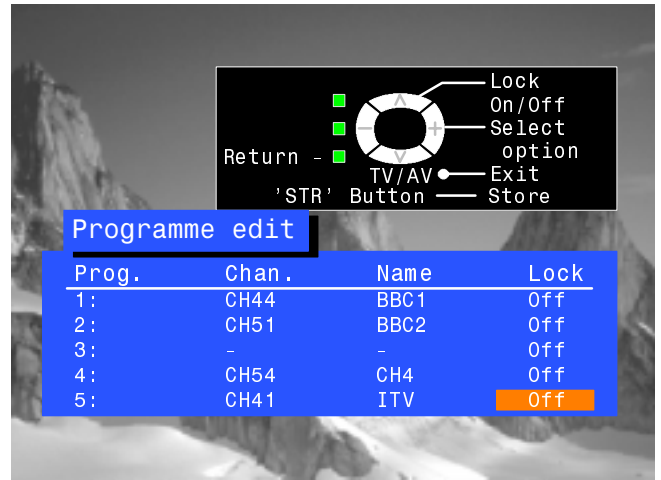 Lock
On/Off
Select
option
Return -
TV/AV Exit
'STR' Button Store
Programme edit
Prog. Chan. Name Lock
1: CH44 BBC1 Off
2: CH51 BBC2 Off
3: - - Off
4: CH54 CH4 Off
5: CH41 ITV Off